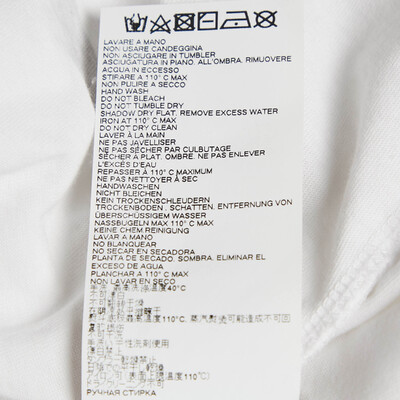 LAVARE A MANO
NON USARE CANDEGGINA
NON ASCIUGARE IN TUMBLER
ASCIUGATURA IN PIANO. ALL'OMBRA. RIMUOVERE
ACQUA IN ECCESSO
STIRARE A 110° C MAX
NON PULIRE A SECCO
HAND WASH
DO NOT BLEACH
DO NOT TUMBLE DRY
SHADOW DRY FLAT. REMOVE EXCESS WATER
IRON AT 110° C MAX
DO NOT DRY CLEAN
LAVER À LA MAIN
NE PAS JAVELLISER
NE PAS SÉCHER PAR CULBUTAGE
SÉCHER À PLAT. OMBRE. NE PAS ENLEVER
L'EXCÈS D'EAU
REPASSER À 110° C MAXIMUM
NE PAS NETTOYER À SEC
HANDWASCHEN
NICHT BLEICHEN
KEIN TROCKENSCHLEUDERN
TROCKENBODEN. SCHATTEN. ENTFERNUNG VON
ÜBERSCHÜSSIGEM WASSER
NASSBÜGELN MAX 110° C
KEINE CHEM REINIGUNG
LAVAR A MANO
NO BLANQUEAR
NO SECAR EN SECADORA
PLANTA DE SECADO. SOMBRA. ELIMINAR EL
EXCESO DE AGUA
PLANCHAR A 110° C MAX
NON LAVAR EN SECO
40°C
110°C
110°C)
РУЧНАЯ СТИРКА